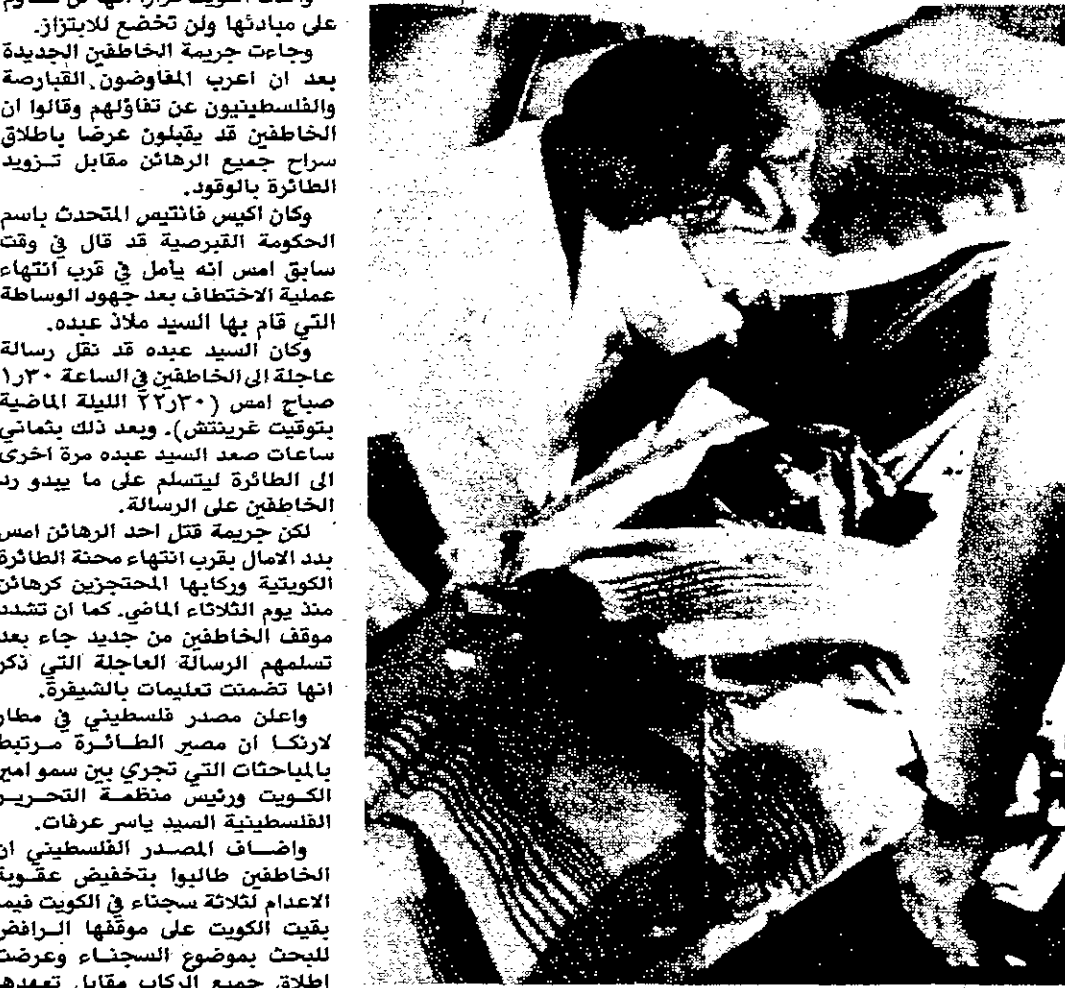 على مبادئها ولن تخضع للابتزاز.
وجاءت جريمة الخاطفين الجديدة
بعد ان اعرب المفاوضون القبارصة
والفلسطينيون عن تفاؤلهم وقالوا ان
الخاطفين قد يقبلون عرضا باطلاق
سراح جميع الرهائن مقابل تزويد
الطائرة بالوقود.
وكان اكيس فانتيس المتحدث باسم
الحكومة القبرصية قد قال في وقت
سابق امس انه يأمل في قرب انتهاء
عملية الاختطاف بعد جهود الوساطة
التي قام بها السيد ملاذ عبده.
وكان السيد عبده قد نقل رسالة
عاجلة الى الخاطفين في الساعة ٣٠ر١
صباح امس (٣٠ر٢٢ الليلة الماضية
بتوقيت غرينتش). وبعد ذلك بثماني
ساعات صعد السيد عبده مرة اخرى
الى الطائرة ليتسلم على ما يبدو رد
الخاطفين على الرسالة.
لكن جريمة قتل احد الرهائن امس
بدد الامال بقرب انتهاء محنة الطائرة
الكويتية وركابها المحتجزين كرهائن
منذ يوم الثلاثاء الماضي. كما ان تشدد
موقف الخاطفين من جديد جاء بعد
تسلمهم الرسالة العاجلة التي ذكر
انها تضمنت تعليمات بالشيفرة.
واعلن مصدر فلسطيني في مطار
لارنكا ان مصير الطائرة مرتبط
بالمباحثات التي تجري بين سمو امير
الكويت ورئيس منظمة التحرير
الفلسطينية السيد ياسر عرفات.
واضاف المصدر الفلسطيني ان
الخاطفين طالبوا بتخفيض عقوبة
الاعدام لثلاثة سجناء في الكويت فيما
بقيت الكويت على موقفها الرافض
للبحث بموضوع السجناء وعرضت
اطلاق جميع الركاب مقابل تعهدها